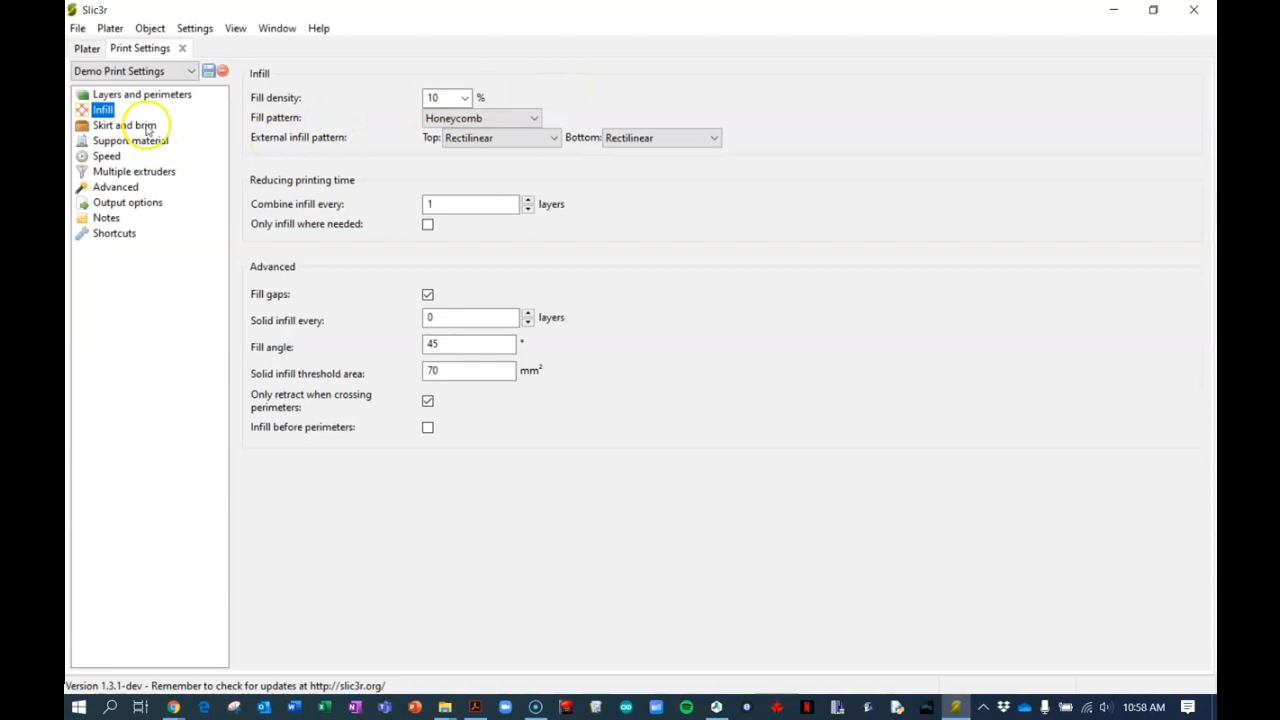 Slic3r
File Plater Object Settings View Window Help
Plater Print Settings
Demo Print Settings
Layers and perimeters
Infill
Skirt and brim
Support material
Speed
Multiple extruders
Advanced
Output options
Notes
Shortcuts
Infill
Fill density: 10 %
Fill pattern: Honeycomb
External infill pattern: Top: Rectilinear Bottom: Rectilinear
Reducing printing time
Combine infill every: 1 layers
Only infill where needed:
Advanced
Fill gaps:
Solid infill every: 0 layers
Fill angle: 45 °
Solid infill threshold area: 70 mm²
Only retract when crossing
perimeters:
Infill before perimeters:
Version 1.3.1-dev - Remember to check for updates at http://slic3r.org/
10:58 AM